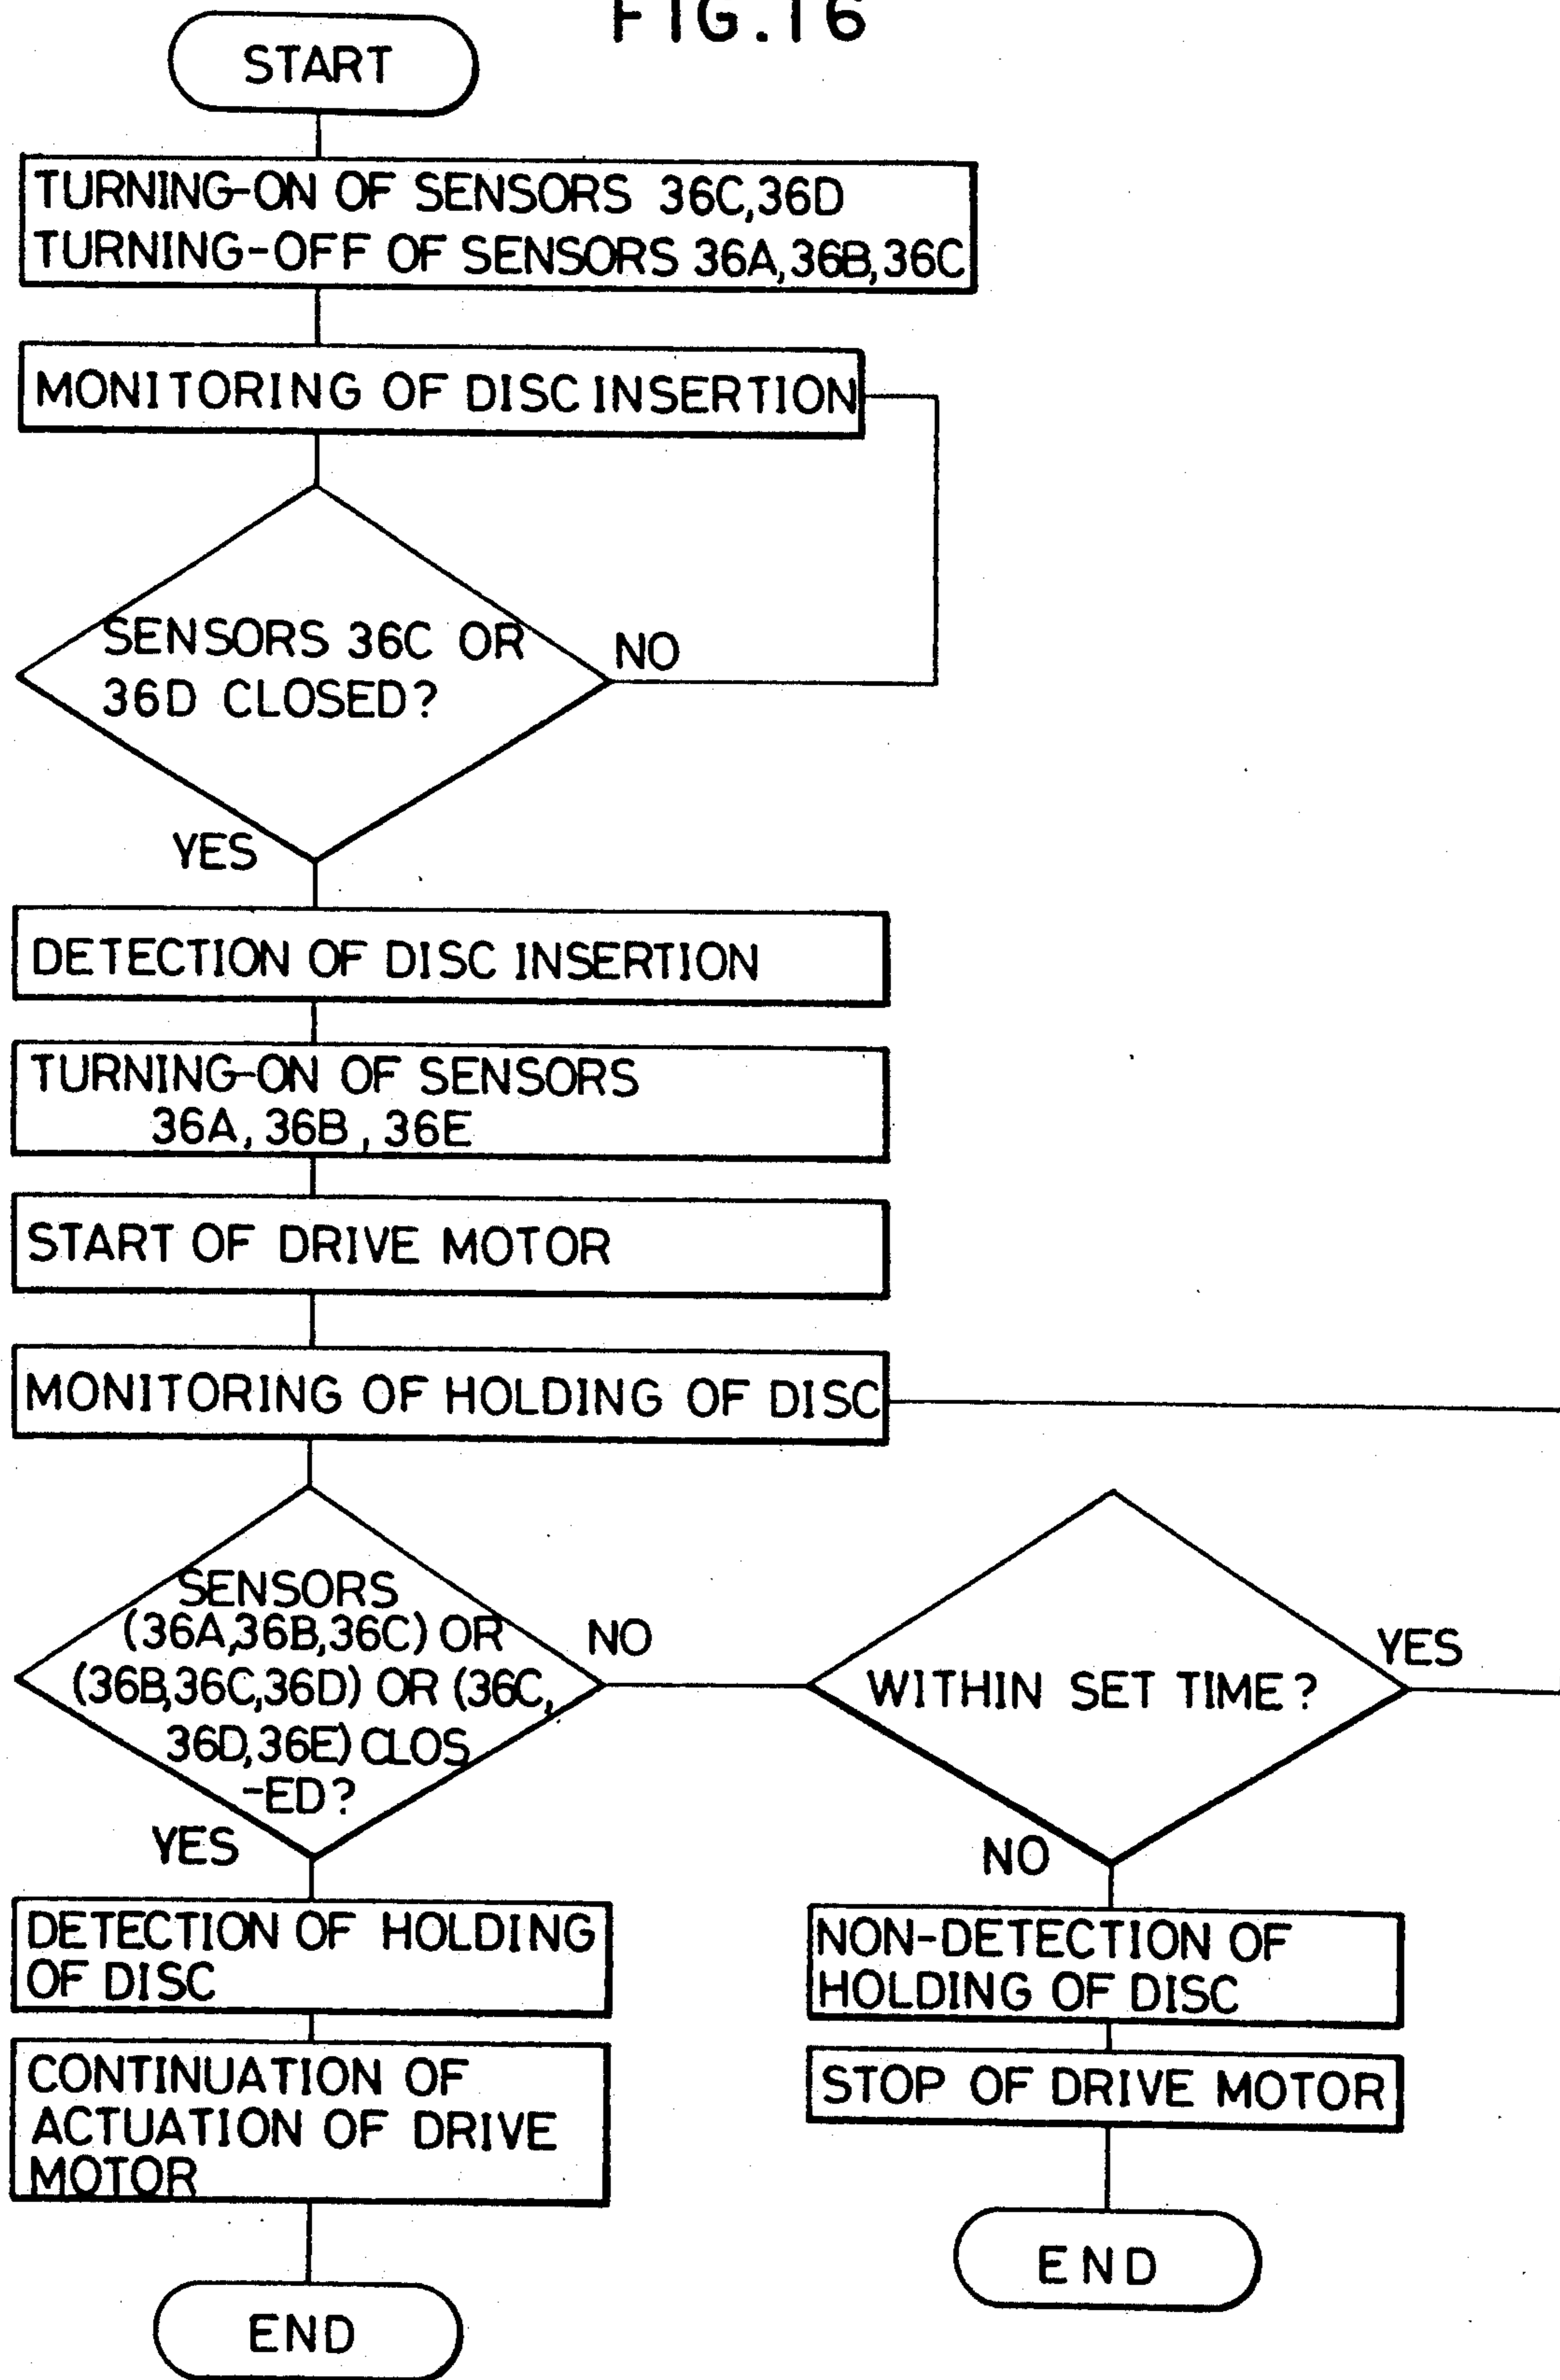 FIG.16
START
TURNING-ON OF SENSORS 36C,36D
TURNING-OFF OF SENSORS 36A,36B,36C
MONITORING OF DISC INSERTION
SENSORS 36C OR
36D CLOSED?
NO
YES
DETECTION OF DISC INSERTION
TURNING-ON OF SENSORS
36A, 36B, 36E
START OF DRIVE MOTOR
MONITORING OF HOLDING OF DISC
SENSORS
(36A,36B,36C) OR
(36B,36C,36D) OR (36C,
36D,36E) CLOS
-ED?
NO
YES
WITHIN SET TIME?
YES
NO
DETECTION OF HOLDING
OF DISC
CONTINUATION OF
ACTUATION OF DRIVE
MOTOR
END
NON-DETECTION OF
HOLDING OF DISC
STOP OF DRIVE MOTOR
END